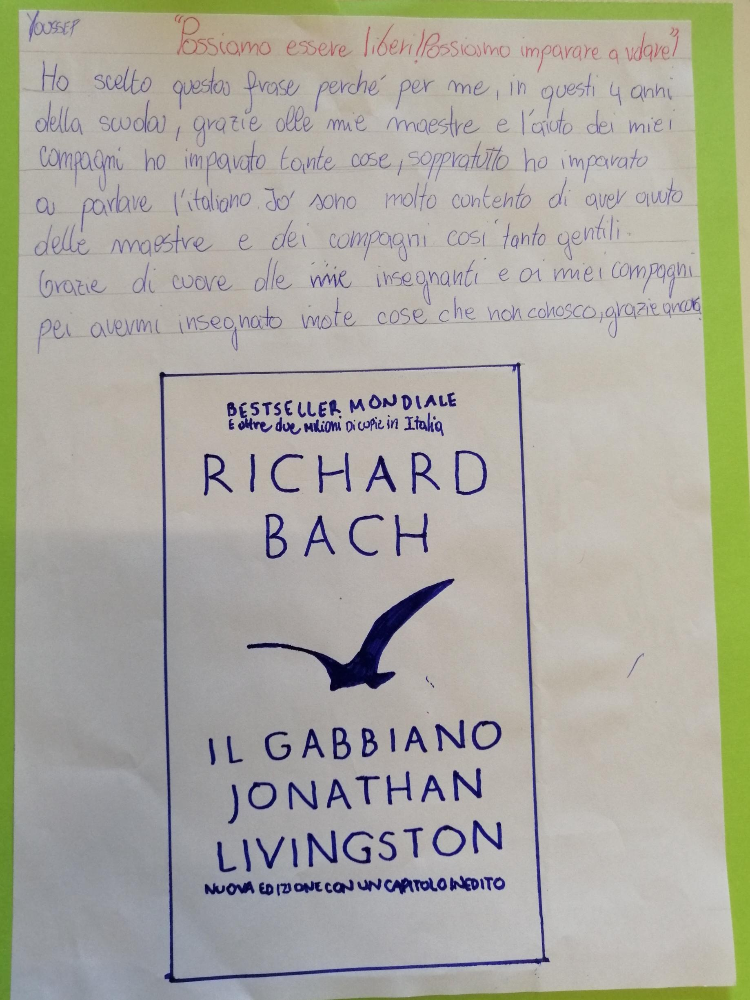 YOUSSEF
"Possiamo essere liberi! Possiamo imparare a volare!"
Ho scelto questa frase perché per me, in questi 4 anni
della scuola, grazie alle mie maestre e l'aiuto dei miei
compagni ho imparato tante cose, soppratutto ho imparato
a parlare l'italiano. Io sono molto contento di aver avuto
delle maestre e dei compagni così tanto gentili.
Grazie di cuore alle mie insegnanti e ai miei compagni
pei avermi insegnato mote cose che non conosco, grazie ancora.
BESTSELLER MONDIALE
E oltre due Milioni Di copie in Italia
RICHARD
BACH
IL GABBIANO
JONATHAN
LIVINGSTON
NUOVA EDIZIONE CON UN CAPITOLO INEDITO